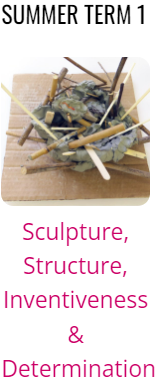 SUMMER TERM 1
Sculpture,
Structure,
Inventiveness
&
Determination